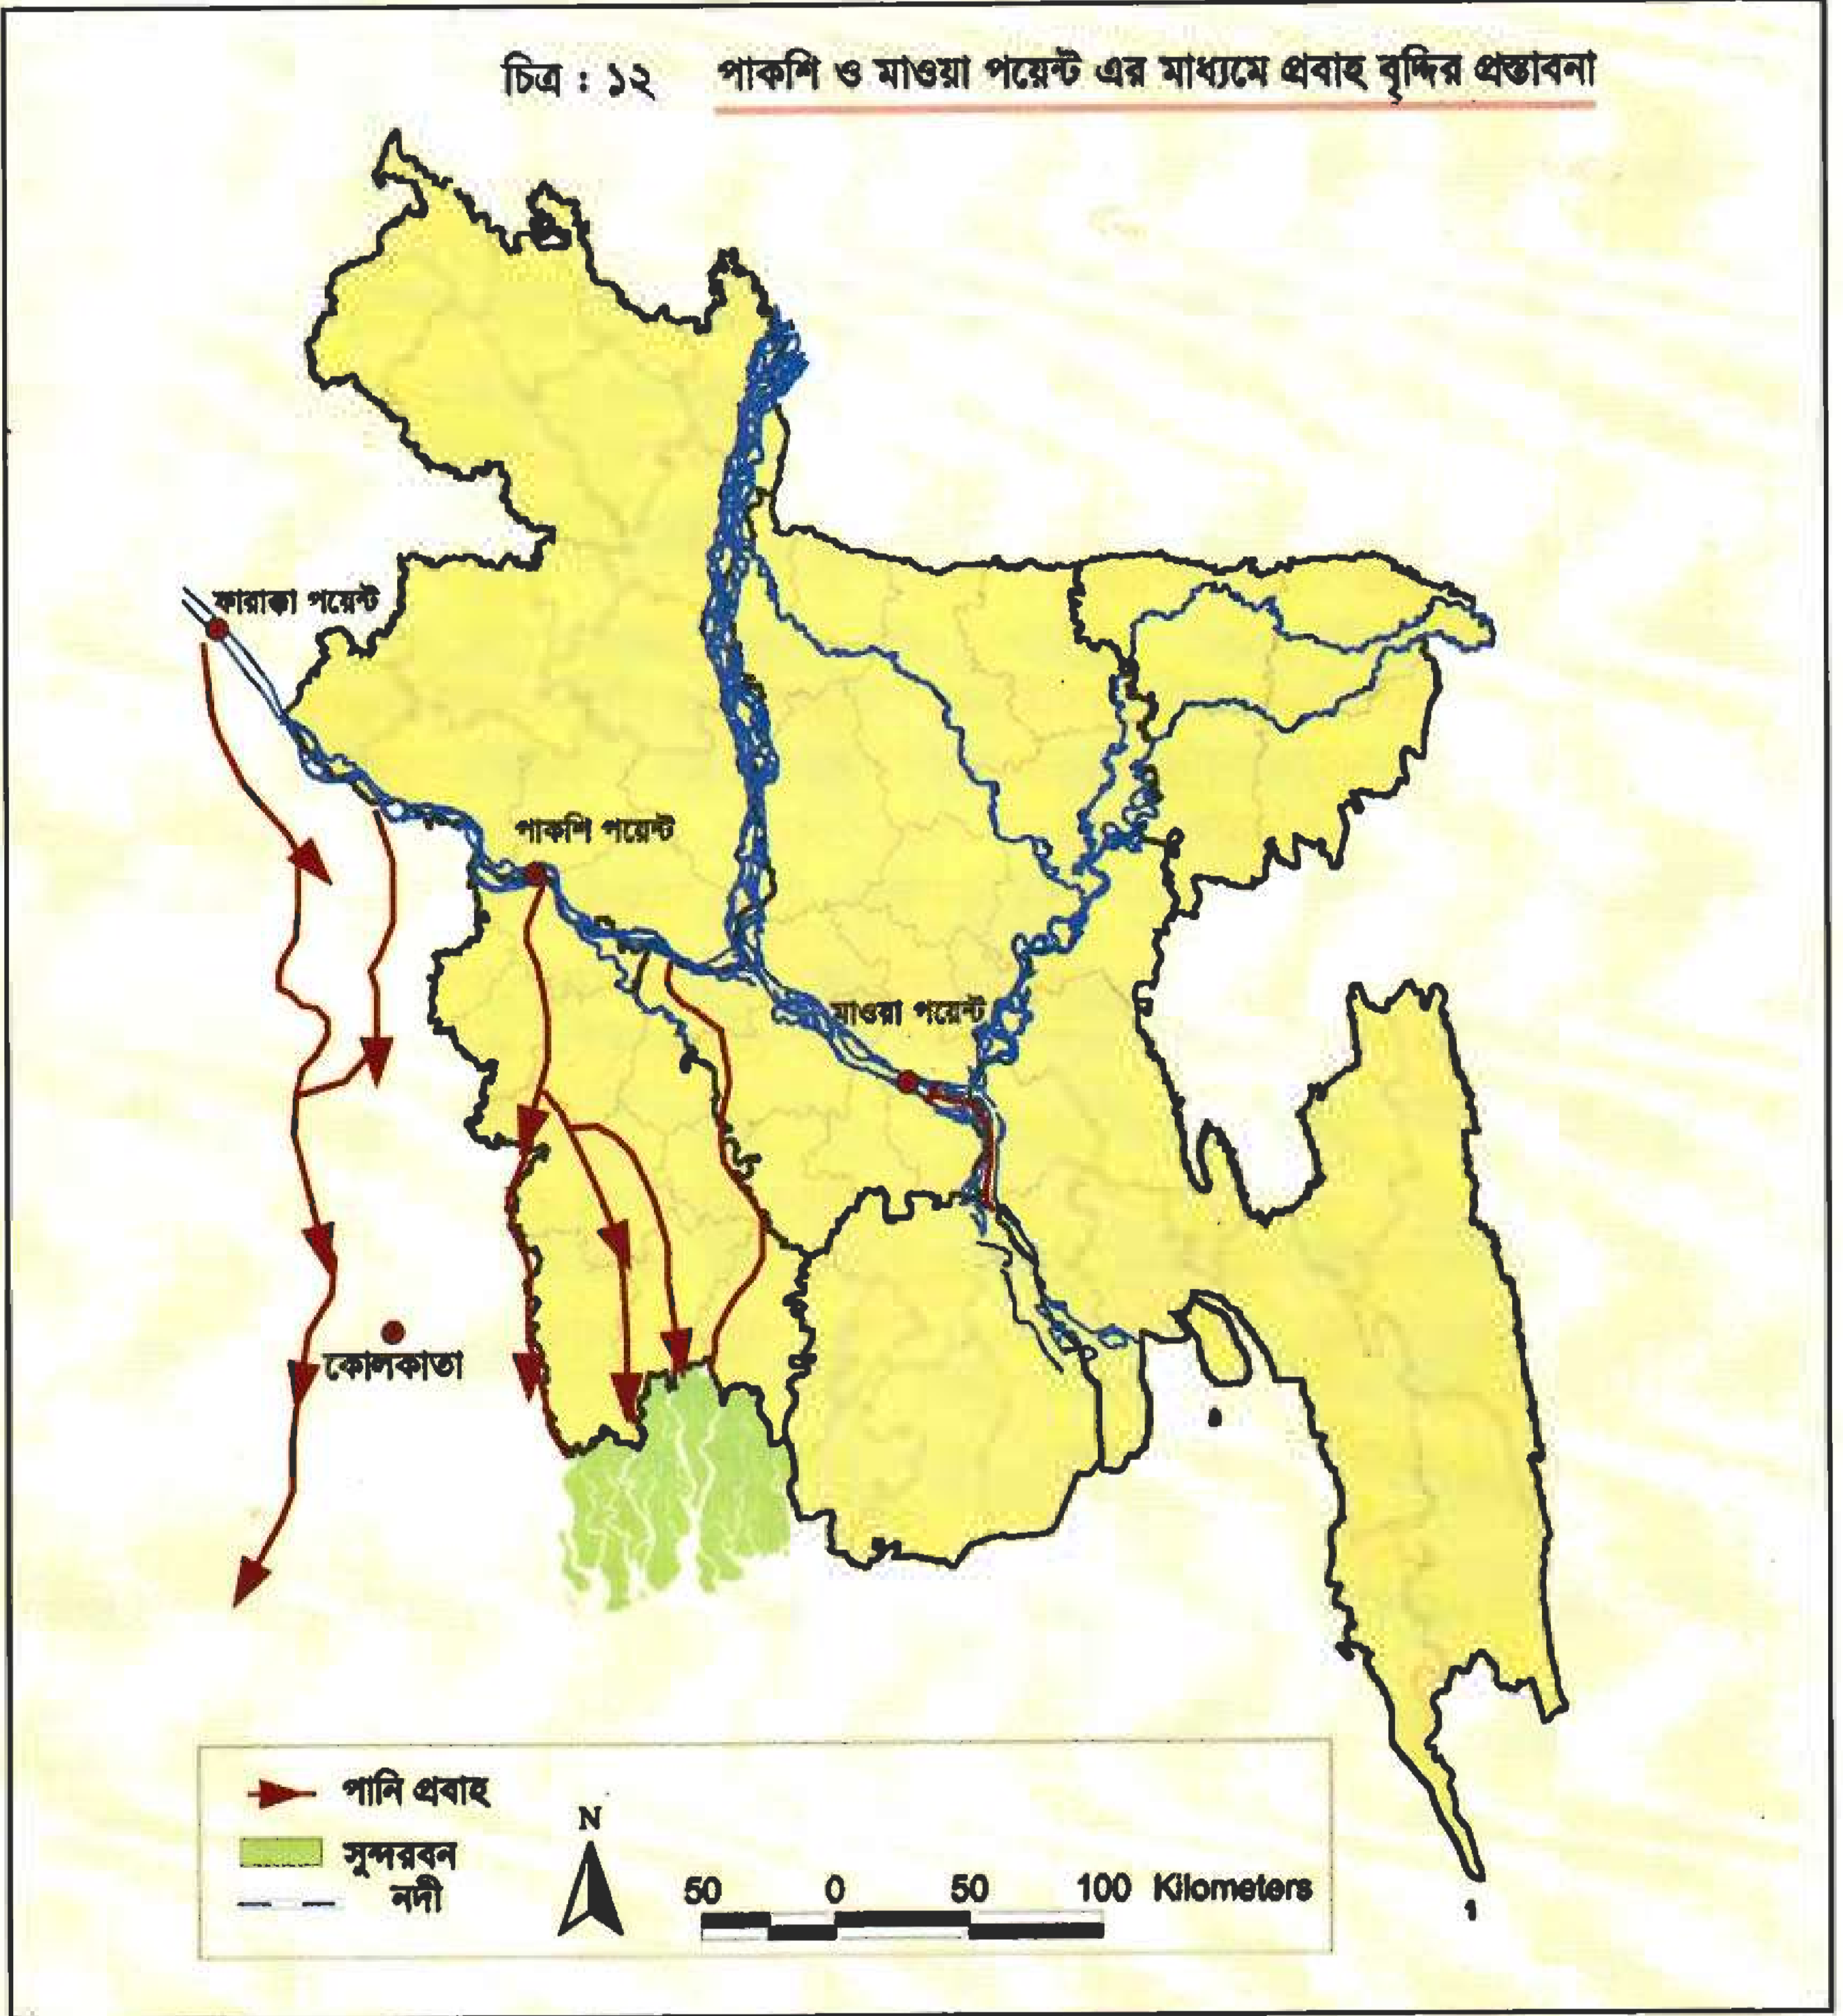 চিত্র : ১২ পাকশি ও মাওয়া পয়েন্ট এর মাধ্যমে প্রবাহ বৃদ্দির প্রস্তাবনা
ফারাক্কা পয়েন্ট
পাকশি পয়েন্ট
মাওয়া পয়েন্ট
কোলকাতা
পানি প্রবাহ
সুন্দরবন
নদী
N
50 0 50 100 Kilometers